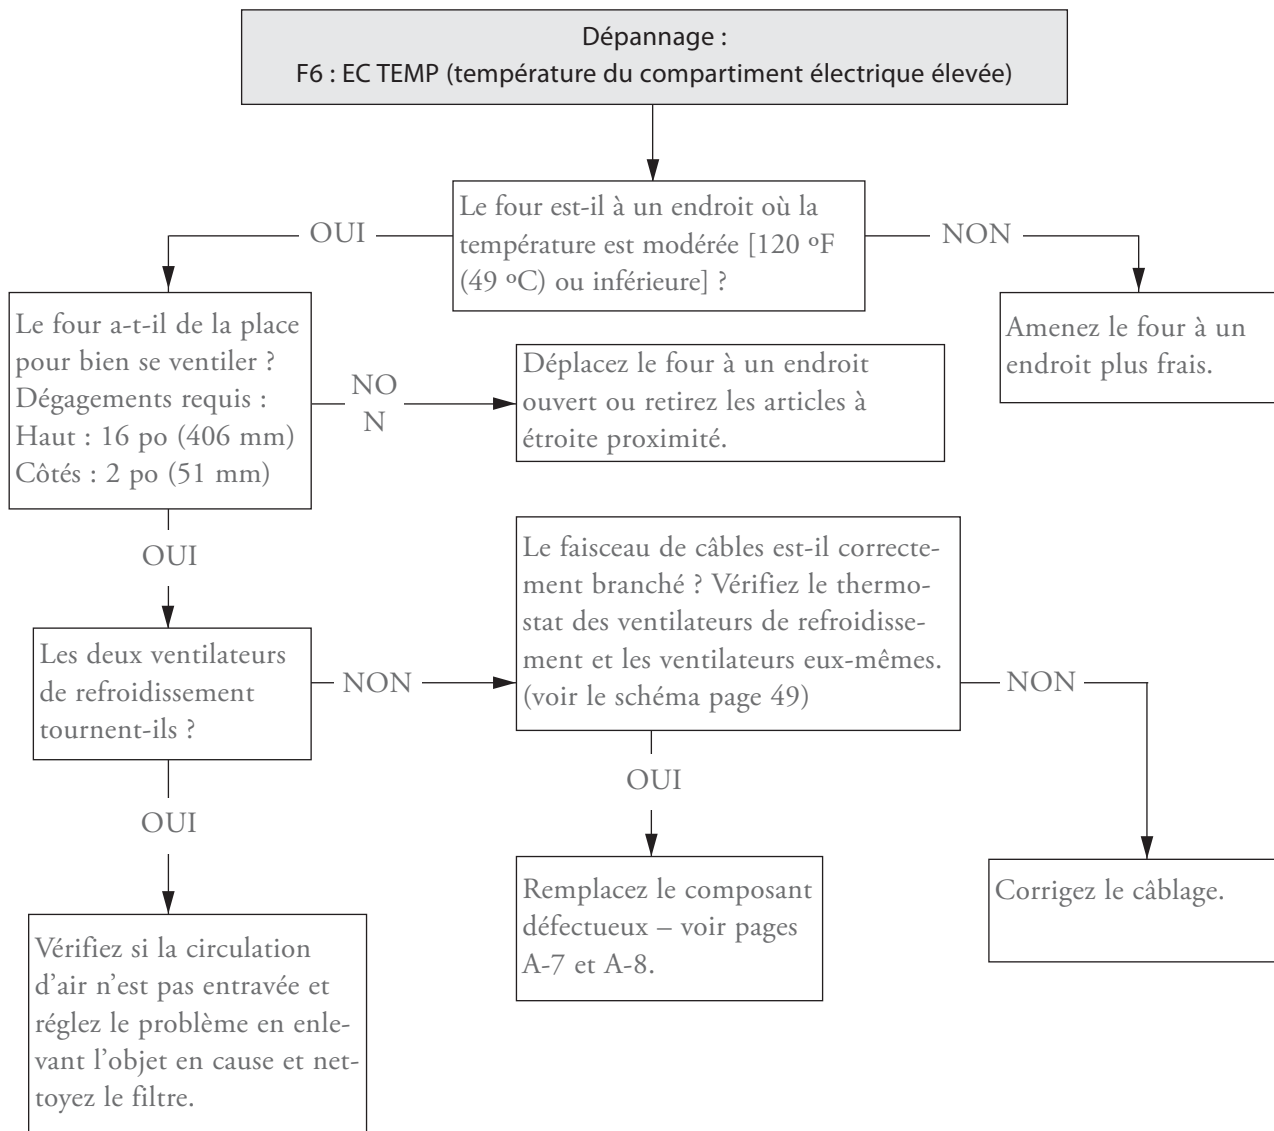 Dépannage :
F6 : EC TEMP (température du compartiment électrique élevée)
Le four est-il à un endroit où la
température est modérée [120 ºF
(49 ºC) ou inférieure] ?
OUI
NON
Le four a-t-il de la place
pour bien se ventiler ?
Dégagements requis :
Haut : 16 po (406 mm)
Côtés : 2 po (51 mm)
Amenez le four à un
endroit plus frais.
NO
N
Déplacez le four à un endroit
ouvert ou retirez les articles à
étroite proximité.
OUI
Le faisceau de câbles est-il correcte-
ment branché ? Vérifiez le thermo-
stat des ventilateurs de refroidisse-
ment et les ventilateurs eux-mêmes.
(voir le schéma page 49)
Les deux ventilateurs
de refroidissement
tournent-ils ?
NON
NON
OUI
OUI
Remplacez le composant
défectueux – voir pages
A-7 et A-8.
Corrigez le câblage.
Vérifiez si la circulation
d’air n’est pas entravée et
réglez le problème en enle-
vant l’objet en cause et net-
toyez le filtre.